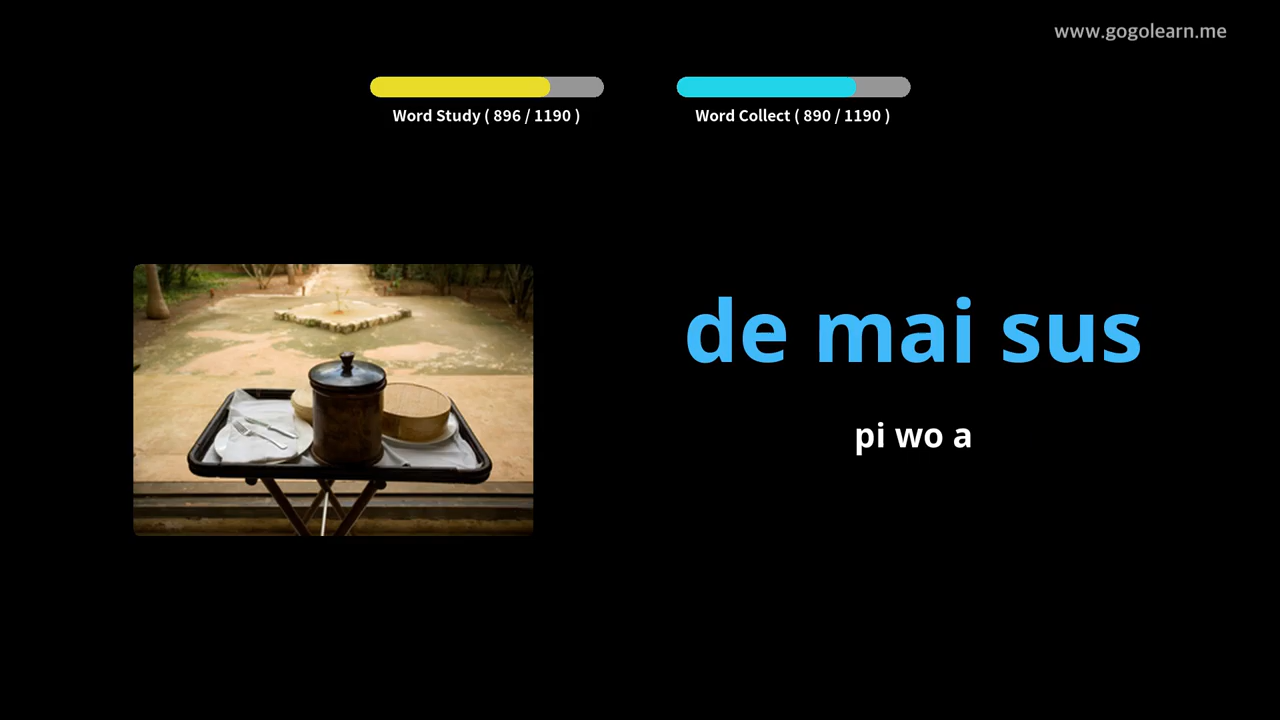 www.gogolearn.me
Word Study ( 896 / 1190 )
Word Collect ( 890 / 1190 )
de mai sus
pi wo a